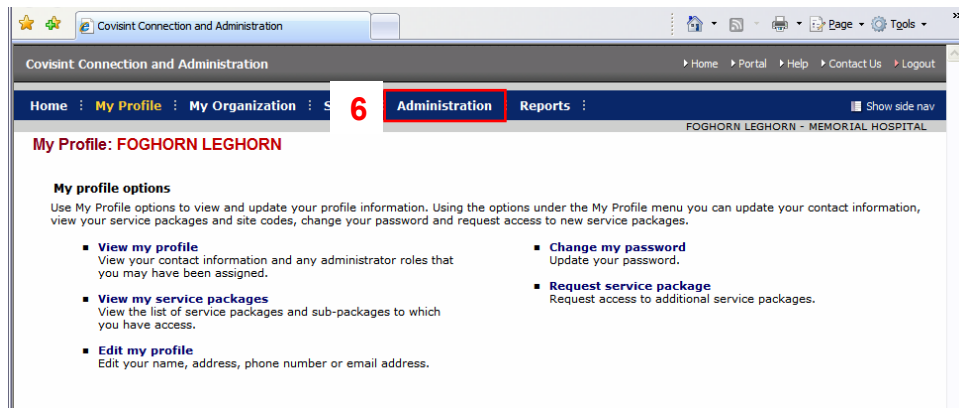 Covisint Connection and Administration
Page Tools »
Covisint Connection and Administration
Home Portal Help Contact Us Logout
Home My Profile My Organization S 6 Administration Reports Show side nav
FOGHORN LEGHORN - MEMORIAL HOSPITAL
My Profile: FOGHORN LEGHORN
My profile options
Use My Profile options to view and update your profile information. Using the options under the My Profile menu you can update your contact information,
view your service packages and site codes, change your password and request access to new service packages.
View my profile
View your contact information and any administrator roles that
you may have been assigned.
View my service packages
View the list of service packages and sub-packages to which
you have access.
Edit my profile
Edit your name, address, phone number or email address.
Change my password
Update your password.
Request service package
Request access to additional service packages.